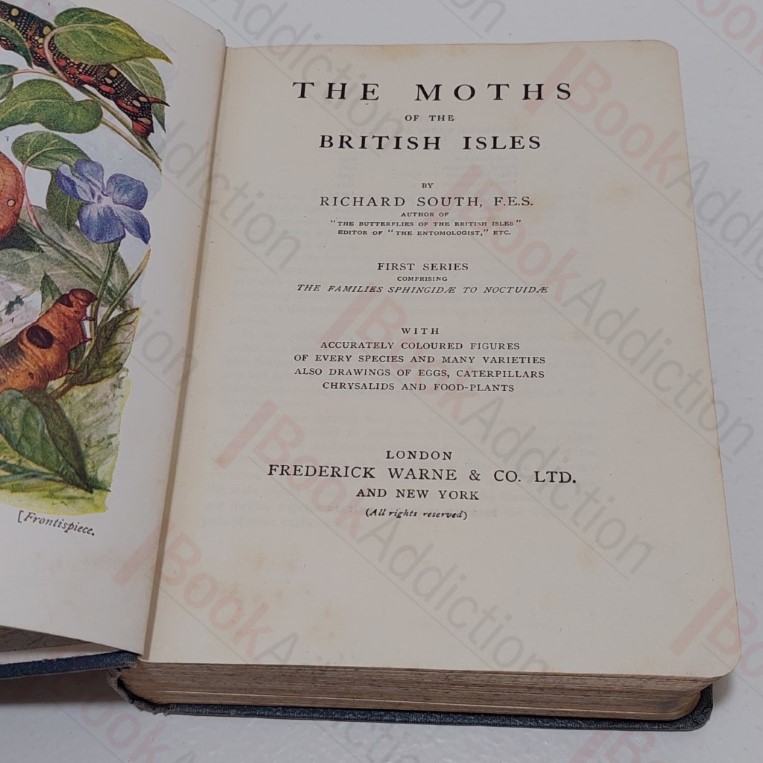 [Frontispiece.
THE MOTHS
OF THE
BRITISH ISLES
BY
RICHARD SOUTH, F.E.S.
AUTHOR OF
"THE BUTTERFLIES OF THE BRITISH ISLES"
EDITOR OF "THE ENTOMOLOGIST," ETC.
FIRST SERIES
COMPRISING
THE FAMILIES SPHINGIDÆ TO NOCTUIDÆ
WITH
ACCURATELY COLOURED FIGURES
OF EVERY SPECIES AND MANY VARIETIES
ALSO DRAWINGS OF EGGS, CATERPILLARS
CHRYSALIDS AND FOOD-PLANTS
LONDON
FREDERICK WARNE & CO. LTD.
AND NEW YORK
(All rights reserved)
BookAddiction